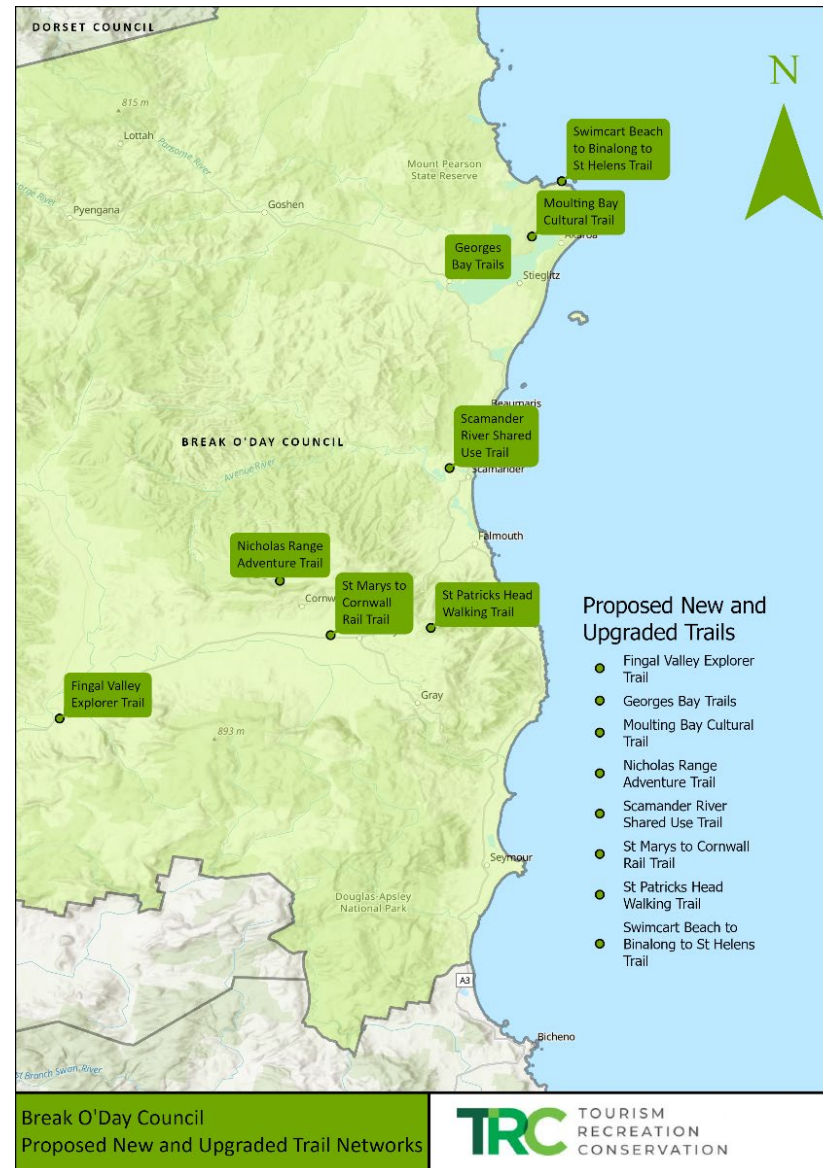 DORSET COUNCIL
815 m
Lottah
Ransome River
Swimcart Beach
to Binalong to
St Helens Trail
Mount Pearson
State Reserve
George River
Pyengana
Goshen
Moulting Bay
Cultural Trail
Akaroa
Georges
Bay Trails
Stieglitz
N
Beaumaris
Scamander
River Shared
Use Trail
BREAK O'DAY COUNCIL
Avenue River
Scamander
Falmouth
Nicholas Range
Adventure Trail
St Marys to
Cornwall
Rail Trail
St Patricks Head
Walking Trail
Cornw
Fingal Valley
Explorer Trail
Gray
893 m
Seymour
Douglas-Apsley
National Park
A3
Bicheno
st Branch Swan River
Proposed New and
Upgraded Trails
Fingal Valley Explorer
Trail
Georges Bay Trails
Moulting Bay Cultural
Trail
Nicholas Range
Adventure Trail
Scamander River
Shared Use Trail
St Marys to Cornwall
Rail Trail
St Patricks Head
Walking Trail
Swimcart Beach to
Binalong to St Helens
Trail
Break O'Day Council
Proposed New and Upgraded Trail Networks
TRC
TOURISM
RECREATION
CONSERVATION